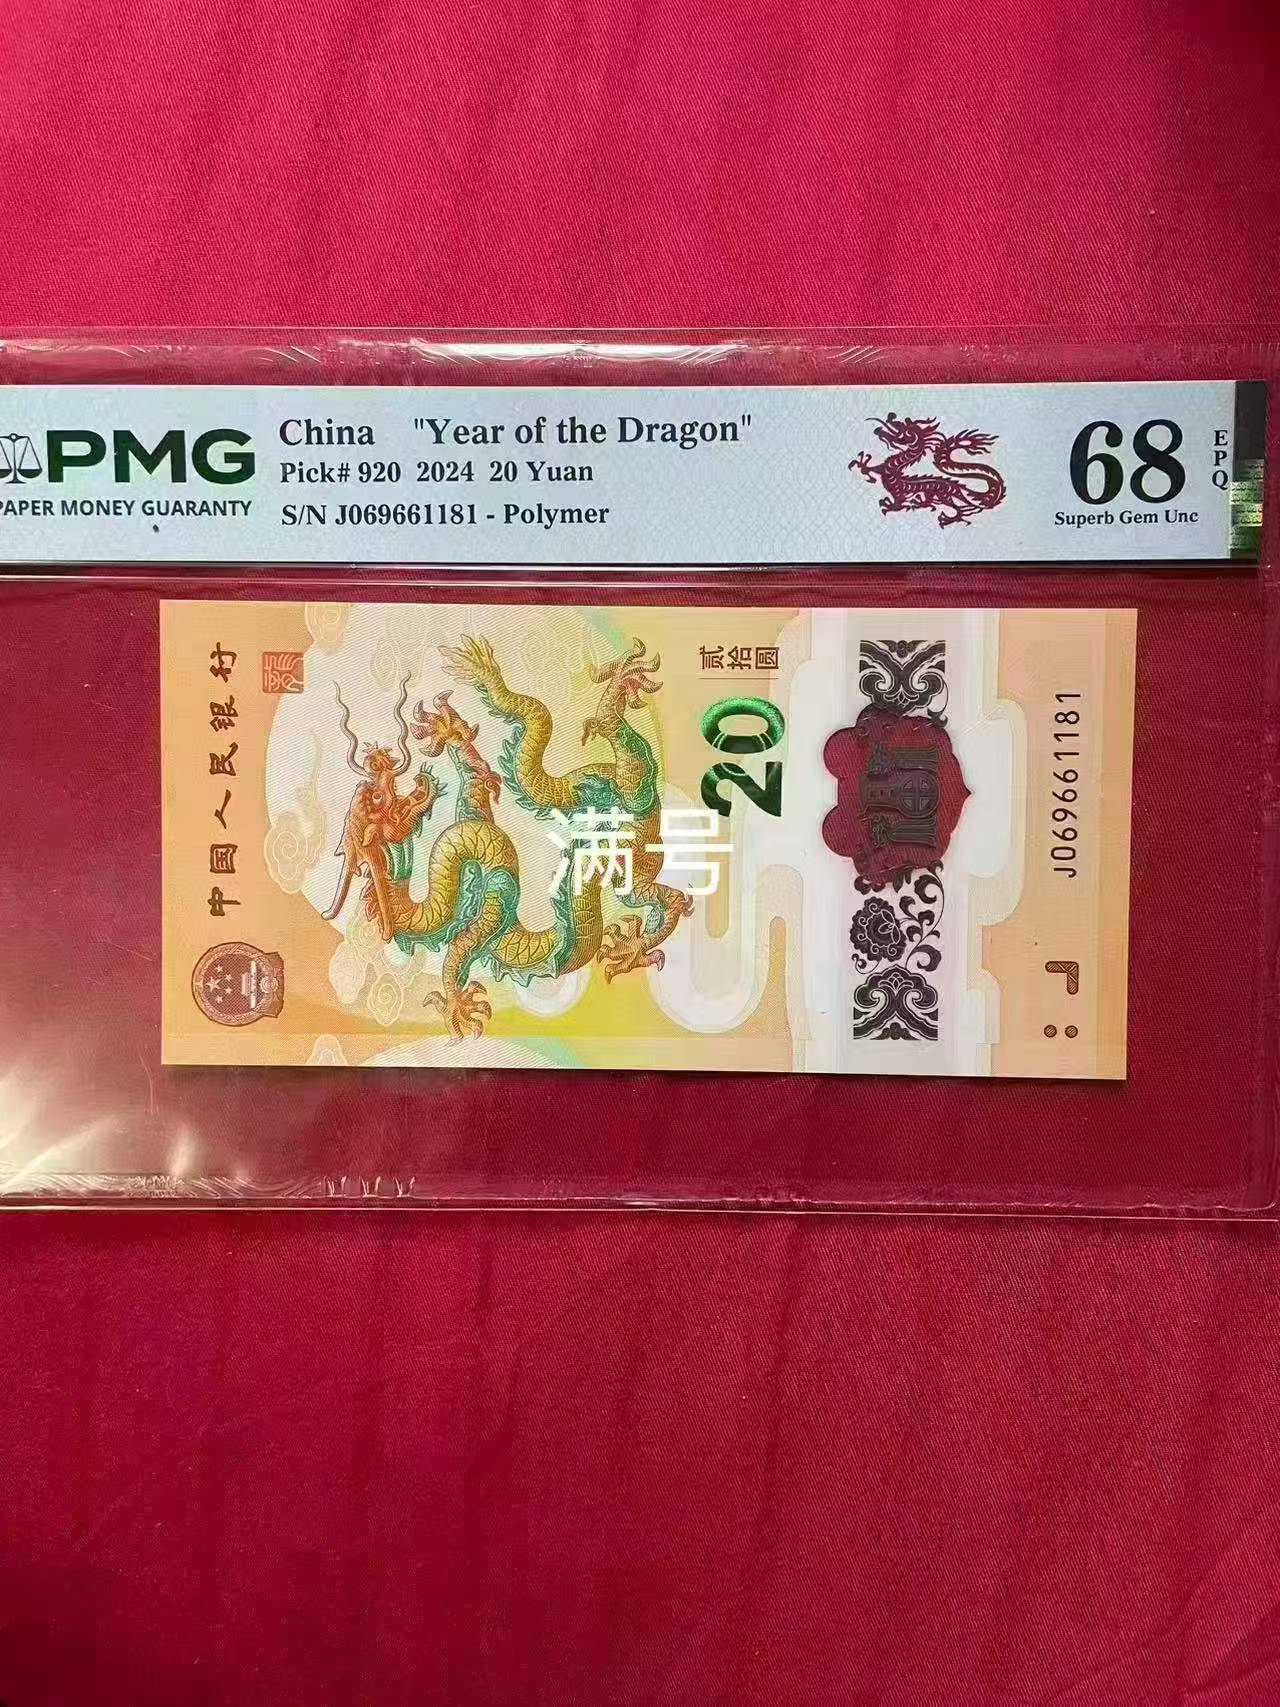 PMG
PAPER MONEY GUARANTY
China "Year of the Dragon"
Pick# 920 2024 20 Yuan
S/N J069661181 - Polymer
68
EPQ
Superb Gem Unc
中国人民银行
贰拾圆
20
满号
J069661181